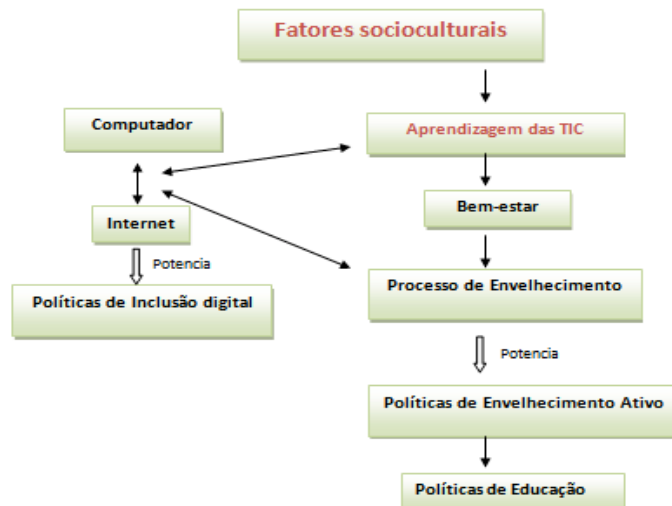 Fatores socioculturais
Computador
Aprendizagem das TIC
Bem-estar
Internet
Potencia
Processo de Envelhecimento
Políticas de Inclusão digital
Potencia
Políticas de Envelhecimento Ativo
Políticas de Educação